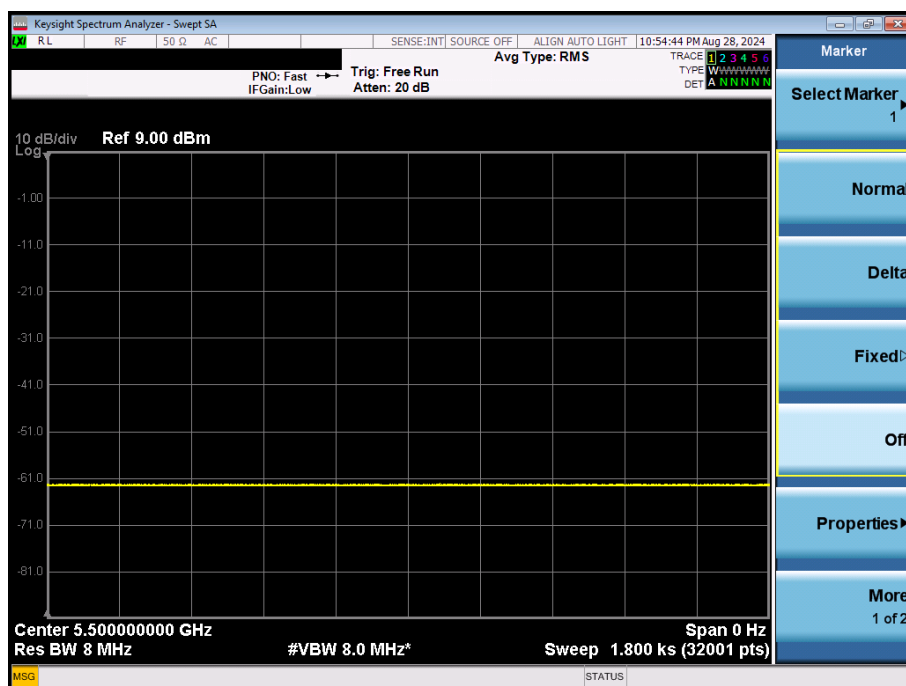 Keysight Spectrum Analyzer - Swept SA
LXI RL RF 50 Ω AC SENSE:INT SOURCE OFF ALIGN AUTO LIGHT 10:54:44 PM Aug 28, 2024
Avg Type: RMS
TRACE 1 2 3 4 5 6
PNO: Fast Trig: Free Run
TYPE WWWWWW
IFGain:Low Atten: 20 dB
DET A N N N N N
Marker
Select Marker
1
Normal
Delta
Fixed
Off
Properties
More
1 of 2
10 dB/div Ref 9.00 dBm
Log
-1.00
-11.0
-21.0
-31.0
-41.0
-51.0
-61.0
-71.0
-81.0
Center 5.500000000 GHz Span 0 Hz
Res BW 8 MHz #VBW 8.0 MHz* Sweep 1.800 ks (32001 pts)
MSG STATUS